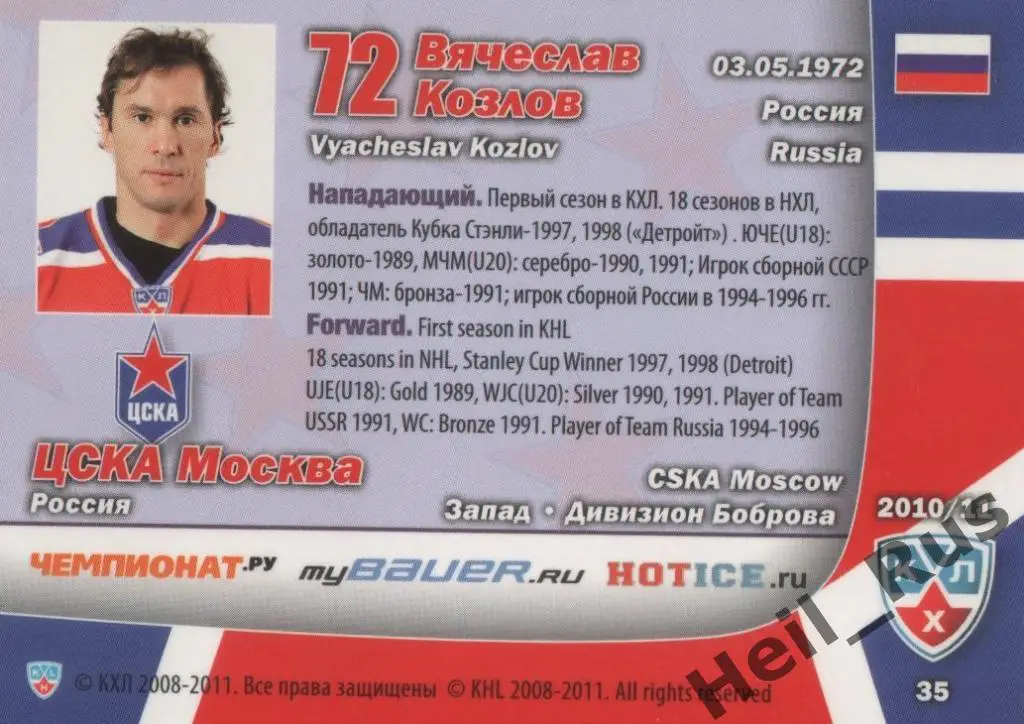 72 Вячеслав
Козлов
Vyacheslav Kozlov
03.05.1972
Россия
Russia
Нападающий. Первый сезон в КХЛ. 18 сезонов в НХЛ,
обладатель Кубка Стэнли-1997, 1998 («Детройт») . ЮЧЕ(U18):
золото-1989, МЧМ(U20): серебро-1990, 1991; Игрок сборной СССР
1991; ЧМ: бронза-1991; игрок сборной России в 1994-1996 гг.
Forward. First season in KHL
18 seasons in NHL, Stanley Cup Winner 1997, 1998 (Detroit)
UJE(U18): Gold 1989, WJC(U20): Silver 1990, 1991. Player of Team
USSR 1991, WC: Bronze 1991. Player of Team Russia 1994-1996
КХЛ
ЦСКА
ЦСКА Москва
Россия
CSKA Moscow
Запад • Дивизион Боброва
2010/11
ЧЕМПИОНАТ.РУ
myBAUER.RU
HOTICE.ru
КХЛ
Heil_Rus
KHL
© КХЛ 2008-2011. Все права защищены © KHL 2008-2011. All rights reserved
35